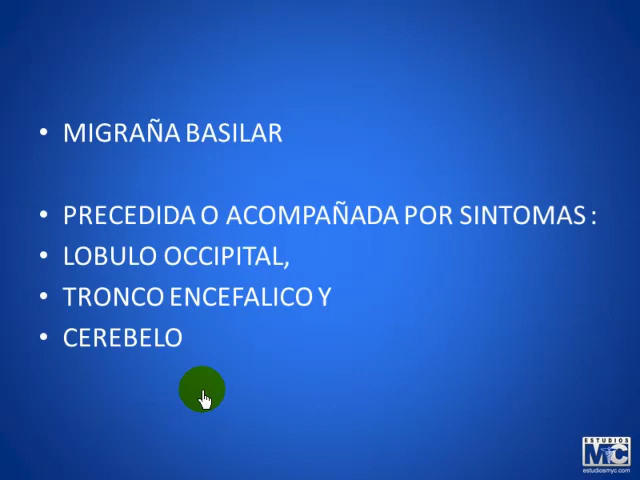 • MIGRAÑA BASILAR
• PRECEDIDA O ACOMPAÑADA POR SINTOMAS :
• LOBULO OCCIPITAL,
• TRONCO ENCEFALICO Y
• CEREBELO
ESTUDIOS
MyC
estudiosmyc.com